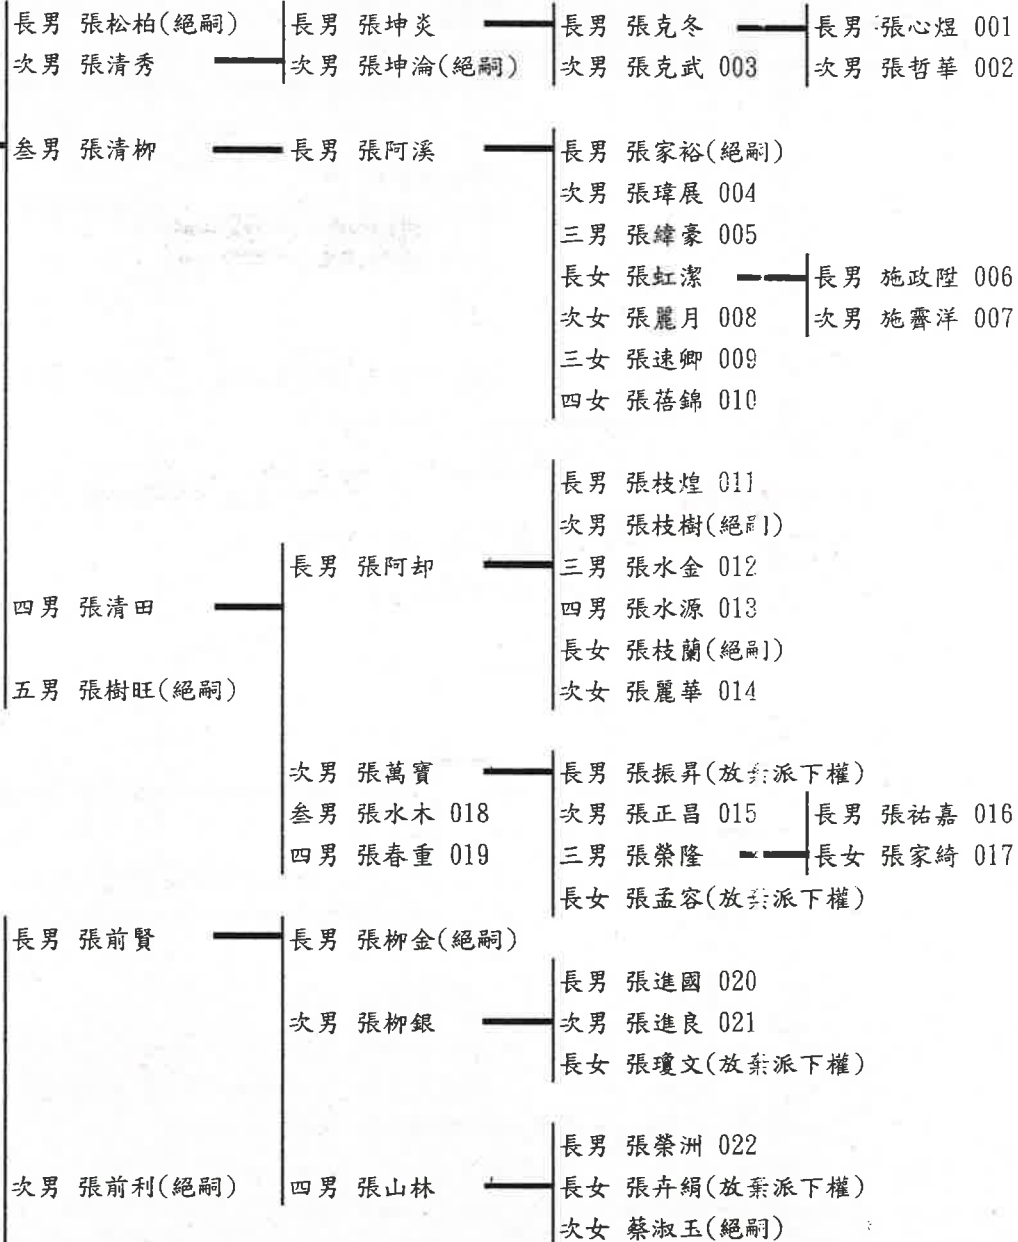 長男 張松柏(絕嗣) 長男 張坤炎 長男 張克冬 長男 張心煜 001
次男 張清秀 次男 張坤淪(絕嗣) 次男 張克武 003 次男 張哲華 002
叁男 張清柳 長男 張阿溪 長男 張家裕(絕嗣)
次男 張瑋展 004
三男 張緯豪 005
長女 張虹潔 長男 施政陞 006
次女 張麗月 008 次男 施霽洋 007
三女 張速卿 009
四女 張蓓錦 010
長男 張枝煌 011
次男 張枝樹(絕嗣)
長男 張阿却 三男 張水金 012
四男 張清田 四男 張水源 013
長女 張枝蘭(絕嗣)
五男 張樹旺(絕嗣) 次女 張麗華 014
次男 張萬寶 長男 張振昇(放棄派下權)
叁男 張水木 018 次男 張正昌 015 長男 張祐嘉 016
四男 張春重 019 三男 張榮隆 長女 張家綺 017
長女 張孟容(放棄派下權)
長男 張前賢 長男 張柳金(絕嗣)
長男 張進國 020
次男 張柳銀 次男 張進良 021
長女 張瓊文(放棄派下權)
長男 張榮洲 022
次男 張前利(絕嗣) 四男 張山林 長女 張卉絹(放棄派下權)
次女 蔡淑玉(絕嗣)